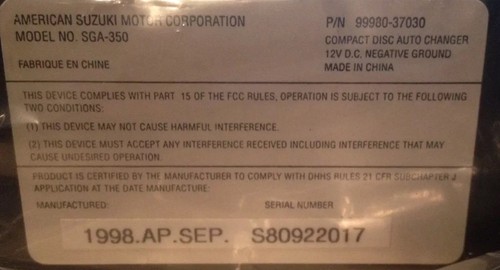 AMERICAN SUZUKI MOTOR CORPORATION P/N 99980-37030
MODEL NO. SGA-350 COMPACT DISC AUTO CHANGER
12V D.C. NEGATIVE GROUND
FABRIQUE EN CHINE MADE IN CHINA
THIS DEVICE COMPLIES WITH PART 15 OF THE FCC RULES, OPERATION IS SUBJECT TO THE FOLLOWING
TWO CONDITIONS:
(1) THIS DEVICE MAY NOT CAUSE HARMFUL INTERFERENCE.
(2) THIS DEVICE MUST ACCEPT ANY INTERFERENCE RECEIVED INCLUDING INTERFERENCE THAT MAY
CAUSE UNDESIRED OPERATION.
PRODUCT IS CERTIFIED BY THE MANUFACTURER TO COMPLY WITH DHHS RULES 21 CFR SUBCHAPTER J
APPLICATION AT THE DATE MANUFACTURE:
MANUFACTURED: SERIAL NUMBER
1998.AP.SEP. S80922017